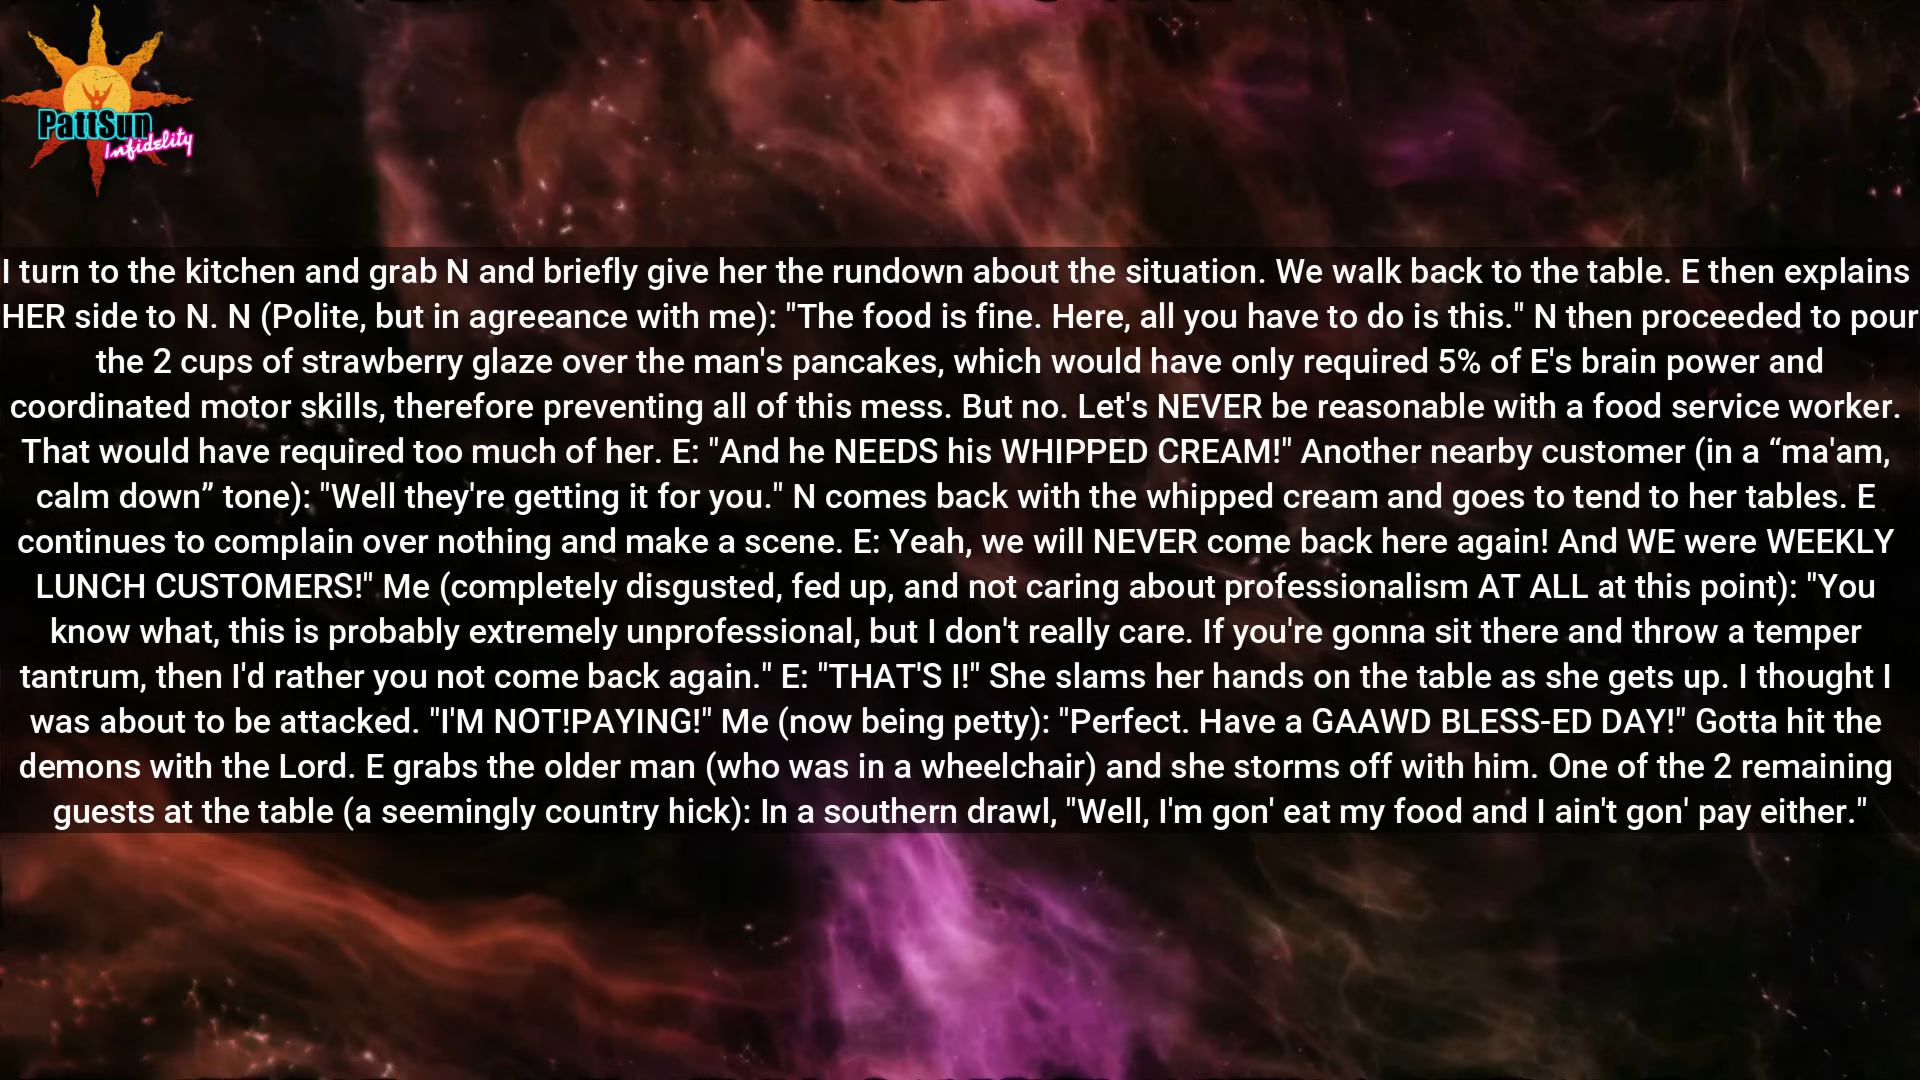 PattSun
Infidelity
I turn to the kitchen and grab N and briefly give her the rundown about the situation. We walk back to the table. E then explains
HER side to N. N (Polite, but in agreeance with me): "The food is fine. Here, all you have to do is this." N then proceeded to pour
the 2 cups of strawberry glaze over the man's pancakes, which would have only required 5% of E's brain power and
coordinated motor skills, therefore preventing all of this mess. But no. Let's NEVER be reasonable with a food service worker.
That would have required too much of her. E: "And he NEEDS his WHIPPED CREAM!" Another nearby customer (in a “ma'am,
calm down” tone): "Well they're getting it for you." N comes back with the whipped cream and goes to tend to her tables. E
continues to complain over nothing and make a scene. E: Yeah, we will NEVER come back here again! And WE were WEEKLY
LUNCH CUSTOMERS!" Me (completely disgusted, fed up, and not caring about professionalism AT ALL at this point): "You
know what, this is probably extremely unprofessional, but I don't really care. If you're gonna sit there and throw a temper
tantrum, then I'd rather you not come back again." E: "THAT'S I!" She slams her hands on the table as she gets up. I thought I
was about to be attacked. "I'M NOT!PAYING!" Me (now being petty): "Perfect. Have a GAAWD BLESS-ED DAY!" Gotta hit the
demons with the Lord. E grabs the older man (who was in a wheelchair) and she storms off with him. One of the 2 remaining
guests at the table (a seemingly country hick): In a southern drawl, "Well, I'm gon' eat my food and I ain't gon' pay either."